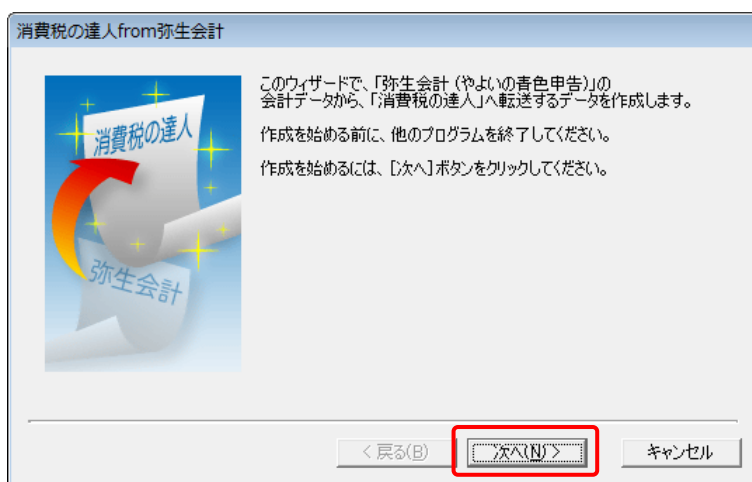 消費税の達人from弥生会計
このウィザードで、「弥生会計（やよいの青色申告）」の
会計データから、「消費税の達人」へ転送するデータを作成します。
作成を始める前に、他のプログラムを終了してください。
作成を始めるには、[次へ]ボタンをクリックしてください。
消費税の達人
弥生会計
< 戻る(B)
次へ(N) >
キャンセル